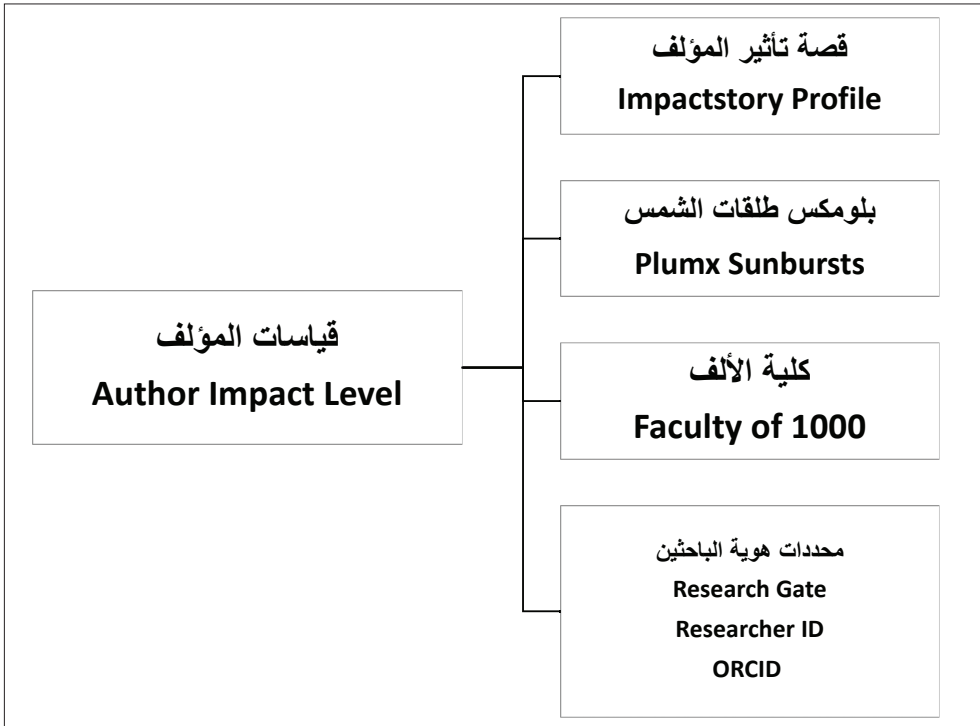 قصة تأثير المؤلف
Impactstory Profile
بلومكس طلقات الشمس
Plumx Sunbursts
قياسات المؤلف
Author Impact Level
كلية الألف
Faculty of 1000
محددات هوية الباحثين
Research Gate
Researcher ID
ORCID